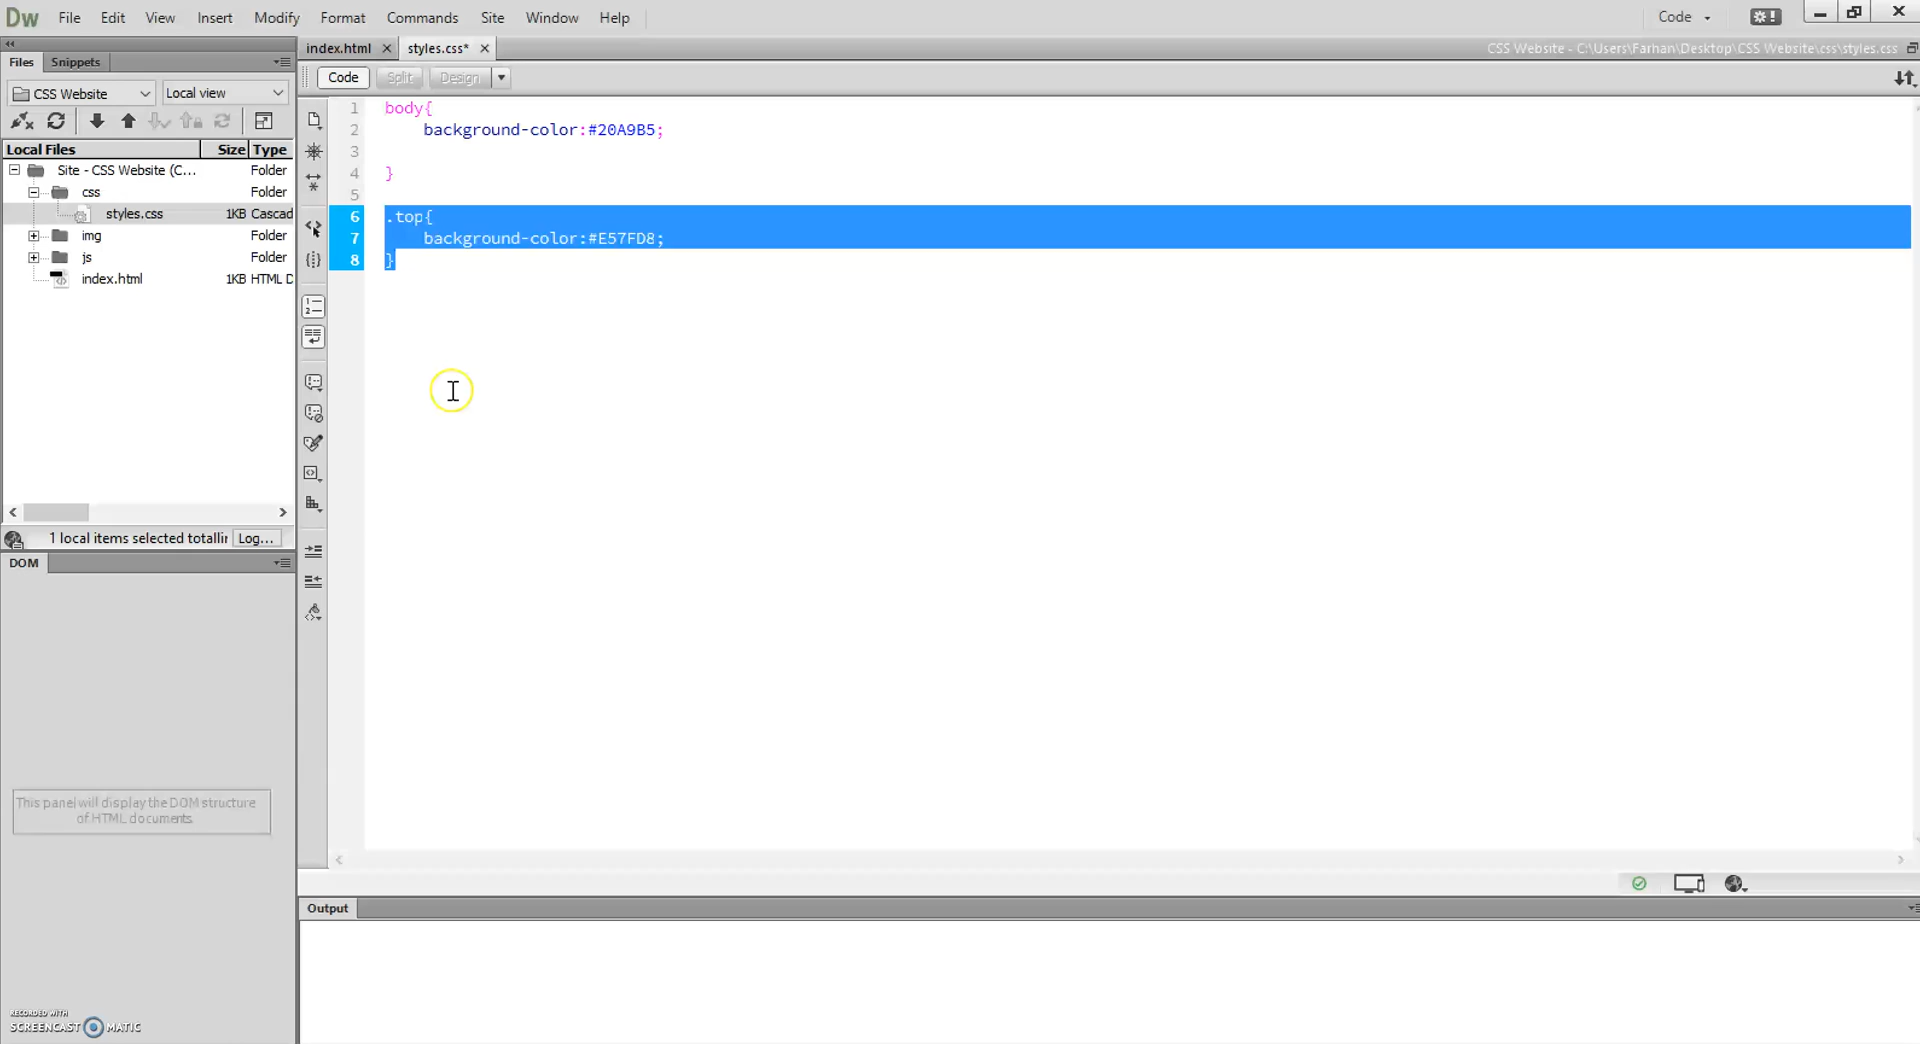 Dw File Edit View Insert Modify Format Commands Site Window Help Code
Files Snippets
index.html styles.css* CSS Website - C:\Users\Farhan\Desktop\CSS Website\css\styles.css
Code Split Design
CSS Website Local view
Local Files Size Type
Site - CSS Website (C... Folder
css Folder
styles.css 1KB Cascad
img Folder
js Folder
index.html 1KB HTML D
1 body{
2 background-color:#20A9B5;
3
4 }
5
6 .top{
7 background-color:#E57FD8;
8 }
1 local items selected totallir Log...
DOM
This panel will display the DOM structure
of HTML documents.
Output
RECORDED WITH
SCREENCAST MATIC